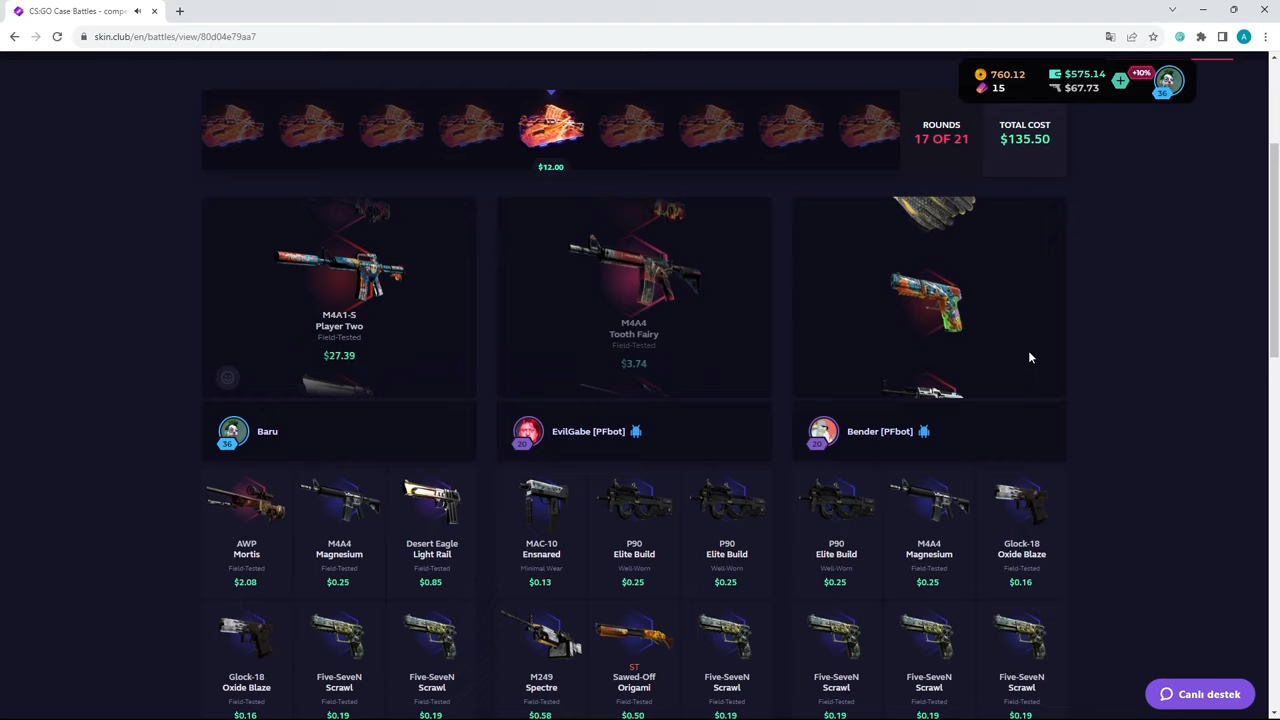 CS:GO Case Battles - compe
skin.club/en/battles/view/80d04e79aa7
A
760.12
$575.14
+10%
15
$67.73
36
ROUNDS
17 OF 21
TOTAL COST
$135.50
$12.00
M4A1-S
Player Two
Field-Tested
$27.39
M4A4
Tooth Fairy
Field-Tested
$3.74
36
Baru
20
EvilGabe [PFbot]
20
Bender [PFbot]
AWP
Mortis
Field-Tested
$2.08
M4A4
Magnesium
Field-Tested
$0.25
Desert Eagle
Light Rail
Field-Tested
$0.85
MAC-10
Ensnared
Minimal Wear
$0.13
P90
Elite Build
Well-Worn
$0.25
P90
Elite Build
Well-Worn
$0.25
P90
Elite Build
Well-Worn
$0.25
M4A4
Magnesium
Field-Tested
$0.25
Glock-18
Oxide Blaze
Field-Tested
$0.16
Glock-18
Oxide Blaze
Field-Tested
$0.16
Five-SeveN
Scrawl
Field-Tested
$0.19
Five-SeveN
Scrawl
Field-Tested
$0.19
M249
Spectre
Field-Tested
$0.58
ST
Sawed-Off
Origami
Field-Tested
$0.50
Five-SeveN
Scrawl
Field-Tested
$0.19
Five-SeveN
Scrawl
Field-Tested
$0.19
Five-SeveN
Scrawl
Field-Tested
$0.19
Five-SeveN
Scrawl
Field-Tested
$0.19
Canlı destek